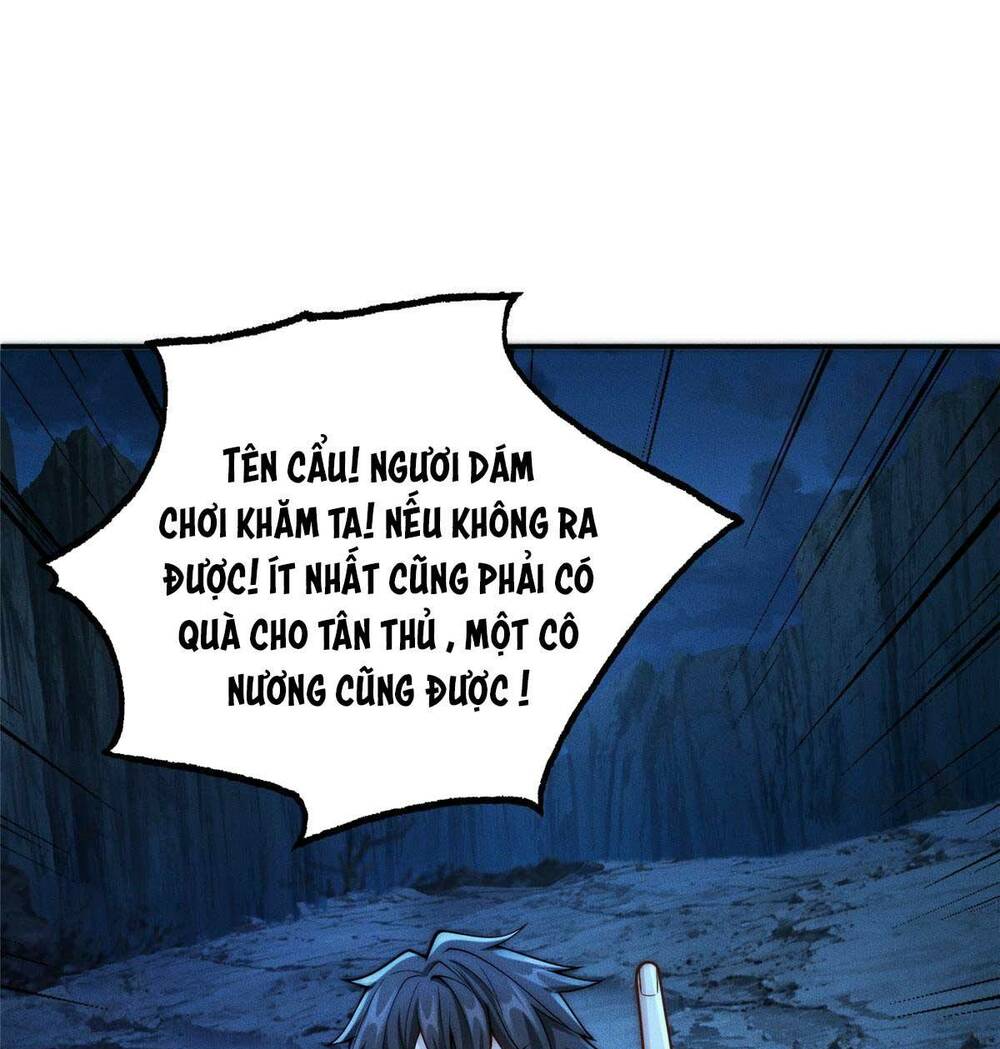 TÊN CẨU! NGƯƠI DÁM
CHƠI KHĂM TA! NẾU KHÔNG RA
ĐƯỢC! ÍT NHẤT CŨNG PHẢI CÓ
QUÀ CHO TÂN THỦ , MỘT CÔ
NƯƠNG CŨNG ĐƯỢC !